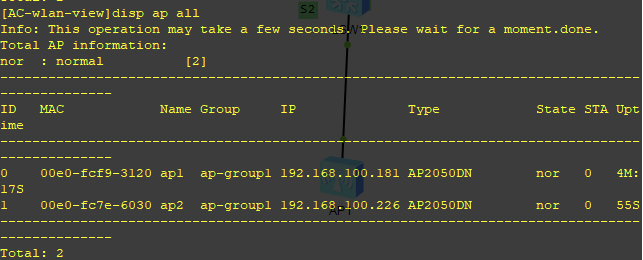 [AC-wlan-view]disp ap all
Info: This operation may take a few seconds. Please wait for a moment.done.
Total AP information:
nor  : normal          [2]
--------------------------------------------------------------------------------
--------------
ID   MAC            Name Group     IP              Type            State STA Upt
ime
--------------------------------------------------------------------------------
--------------
0    00e0-fcf9-3120 ap1  ap-group1 192.168.100.181 AP2050DN        nor   0   4M:
17S
1    00e0-fc7e-6030 ap2  ap-group1 192.168.100.226 AP2050DN        nor   0   55S
--------------------------------------------------------------------------------
--------------
Total: 2
S2
AP1